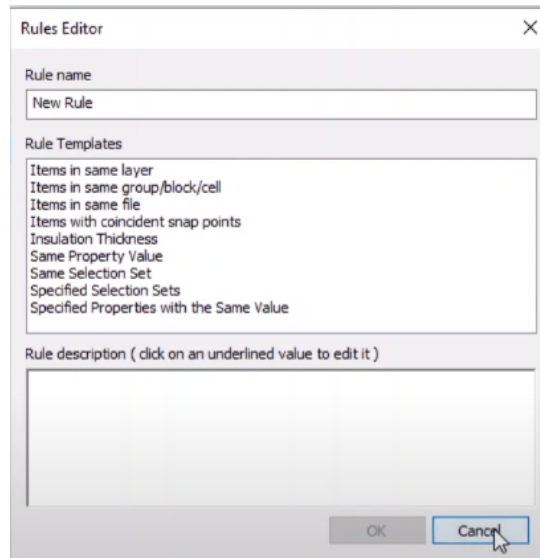 Rules Editor
Rule name
New Rule
Rule Templates
Items in same layer
Items in same group/block/cell
Items in same file
Items with coincident snap points
Insulation Thickness
Same Property Value
Same Selection Set
Specified Selection Sets
Specified Properties with the Same Value
Rule description ( click on an underlined value to edit it )
OK
Cancel